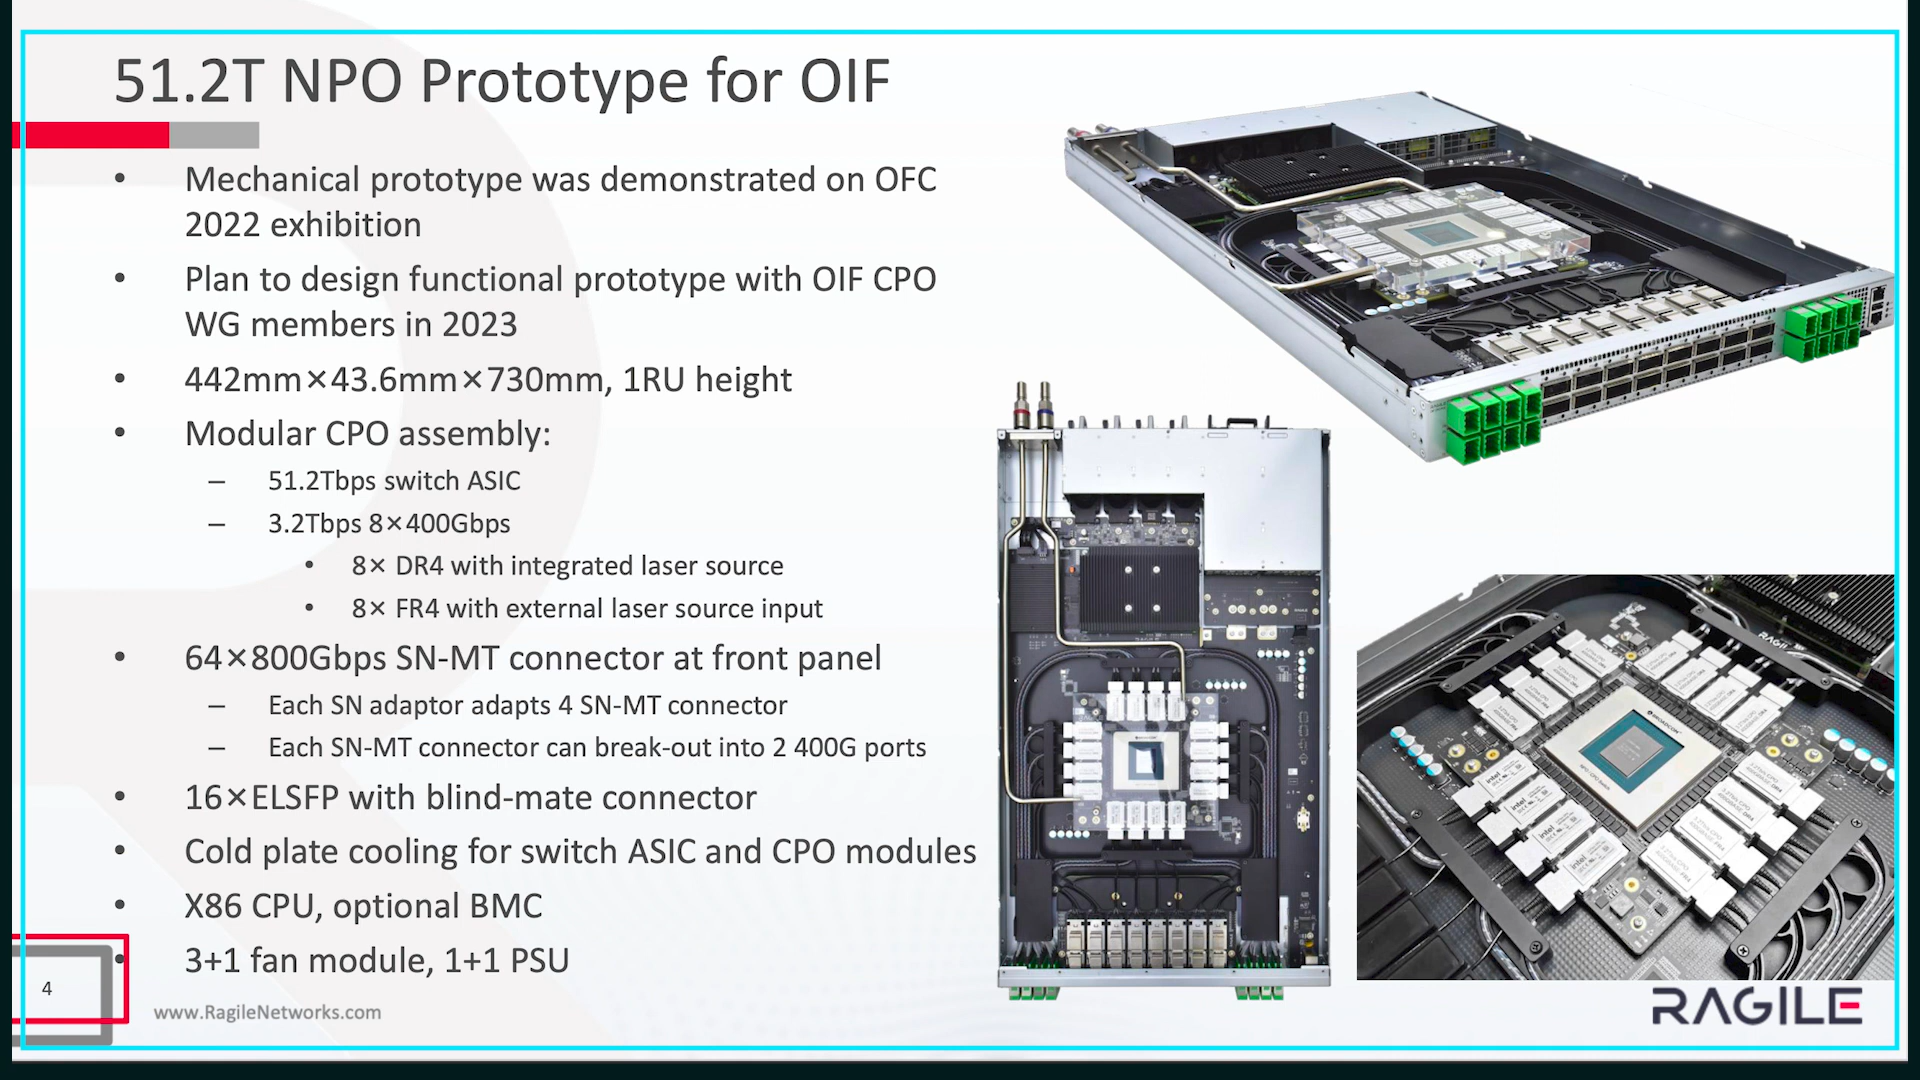 51.2T NPO Prototype for OIF
• Mechanical prototype was demonstrated on OFC
2022 exhibition
• Plan to design functional prototype with OIF CPO
WG members in 2023
• 442mm×43.6mm×730mm, 1RU height
• Modular CPO assembly:
– 51.2Tbps switch ASIC
– 3.2Tbps 8×400Gbps
• 8× DR4 with integrated laser source
• 8× FR4 with external laser source input
• 64×800Gbps SN-MT connector at front panel
– Each SN adaptor adapts 4 SN-MT connector
– Each SN-MT connector can break-out into 2 400G ports
• 16×ELSFP with blind-mate connector
• Cold plate cooling for switch ASIC and CPO modules
• X86 CPU, optional BMC
• 3+1 fan module, 1+1 PSU
4
www.RagileNetworks.com
RAGILE
BROADCOM
intel
intel
intel
intel
RAGILE